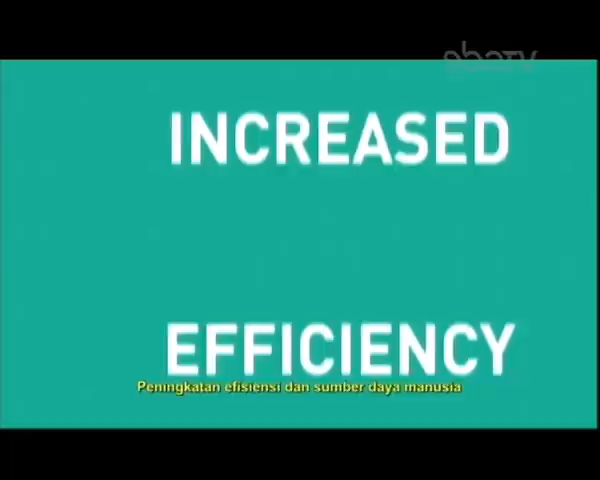 INCREASED
EFFICIENCY
Peningkatan efisiensi dan sumber daya manusia